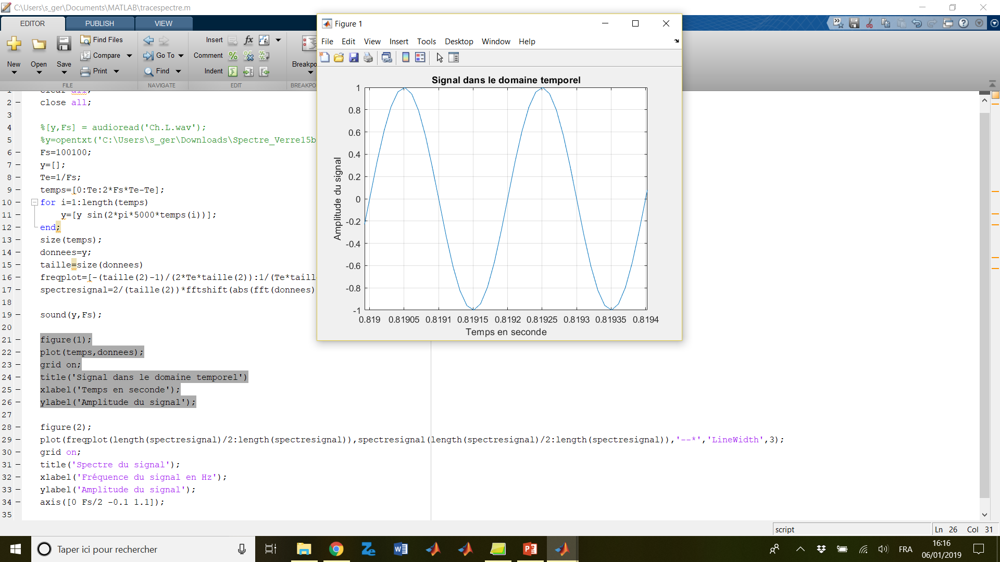 C:\Users\s_ger\Documents\MATLAB\tracespectre.m
EDITOR PUBLISH VIEW
New Open Save
Find Files
Compare
Print
FILE
Go To
Find
NAVIGATE
Insert
Comment
Indent
EDIT
Breakpo
BREAKPO
1 clear all;
2 close all;
3
4 %[y,Fs] = audioread('Ch.L.wav');
5 %y=opentxt('C:\Users\s_ger\Downloads\Spectre_Verre15b
6 Fs=100100;
7 y=[];
8 Te=1/Fs;
9 temps=[0:Te:2*Fs*Te-Te];
10 for i=1:length(temps)
11 y=[y sin(2*pi*5000*temps(i))];
12 end;
13 size(temps);
14 donnees=y;
15 taille=size(donnees)
16 freqplot=[-(taille(2)-1)/(2*Te*taille(2)):1/(Te*taill
17 spectresignal=2/(taille(2))*fftshift(abs(fft(donnees)
18
19 sound(y,Fs);
20
21 figure(1);
22 plot(temps,donnees);
23 grid on;
24 title('Signal dans le domaine temporel')
25 xlabel('Temps en seconde');
26 ylabel('Amplitude du signal');
27
28 figure(2);
29 plot(freqplot(length(spectresignal)/2:length(spectresignal)),spectresignal(length(spectresignal)/2:length(spectresignal)),'--*','LineWidth',3);
30 grid on;
31 title('Spectre du signal');
32 xlabel('Fréquence du signal en Hz');
33 ylabel('Amplitude du signal');
34 axis([0 Fs/2 -0.1 1.1]);
35
Figure 1
File Edit View Insert Tools Desktop Window Help
Signal dans le domaine temporel
Amplitude du signal
1
0.8
0.6
0.4
0.2
0
-0.2
-0.4
-0.6
-0.8
-1
0.819 0.81905 0.8191 0.81915 0.8192 0.81925 0.8193 0.81935 0.8194
Temps en seconde
script
Ln 26 Col 31
Taper ici pour rechercher
FRA
16:16
06/01/2019